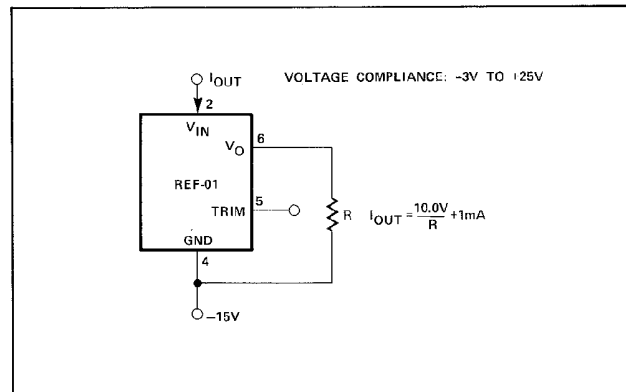 I_OUT
VOLTAGE COMPLIANCE: -3V TO +25V
2
V_IN
V_O
6
REF-01
5
TRIM
R
I_OUT = 10.0V/R +1mA
GND
4
-15V